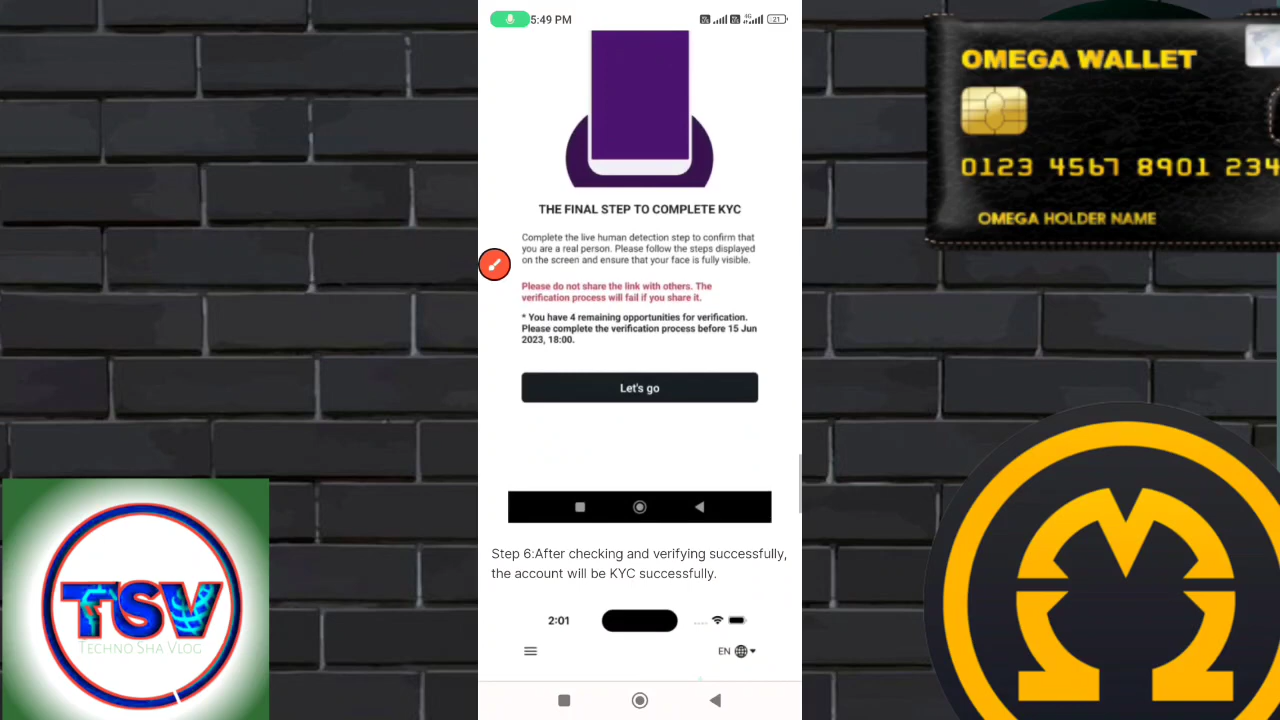 5:49 PM
4G
21
THE FINAL STEP TO COMPLETE KYC
Complete the live human detection step to confirm that
you are a real person. Please follow the steps displayed
on the screen and ensure that your face is fully visible.
Please do not share the link with others. The
verification process will fail if you share it.
* You have 4 remaining opportunities for verification.
Please complete the verification process before 15 Jun
2023, 18:00.
Let's go
Step 6:After checking and verifying successfully,
the account will be KYC successfully.
2:01
EN
OMEGA WALLET
0123 4567 8901 234
OMEGA HOLDER NAME
TSV
TECHNO SHA VLOG